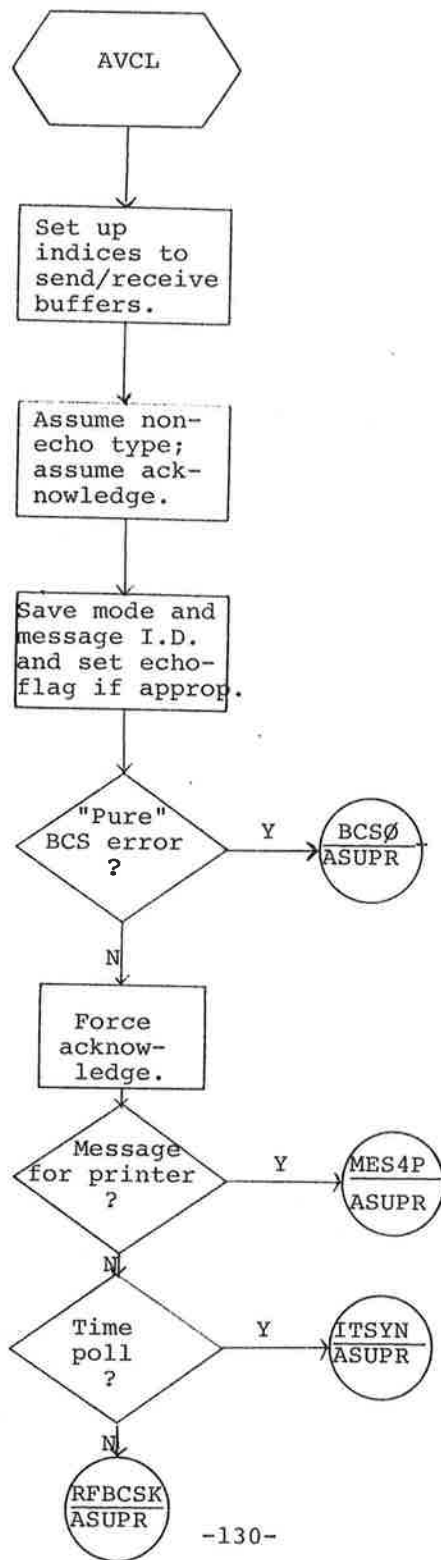 AVCL
Set up
indices to
send/receive
buffers.
Assume non-
echo type;
assume ack-
nowledge.
Save mode and
message I.D.
and set echo-
flag if approp.
"Pure"
BCS error
?
Y
BCSØ
ASUPR
N
Force
acknow-
ledge.
Message
for printer
?
Y
MES4P
ASUPR
N
Time
poll
?
Y
ITSYN
ASUPR
N
RFBCSK
ASUPR
-130-